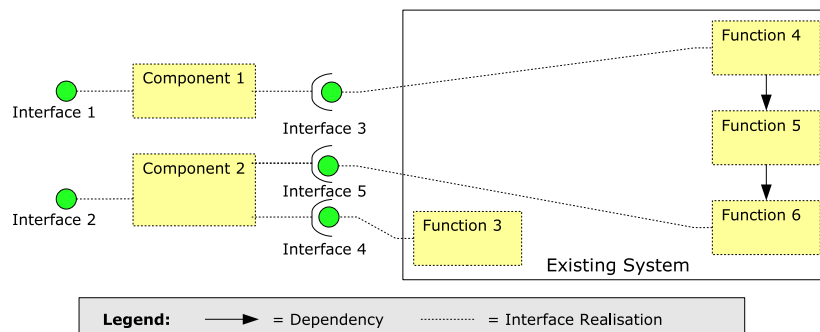 Function 4
Component 1
Interface 1
Interface 3
Function 5
Component 2
Interface 5
Interface 2
Function 3
Function 6
Interface 4
Existing System
Legend: = Dependency = Interface Realisation